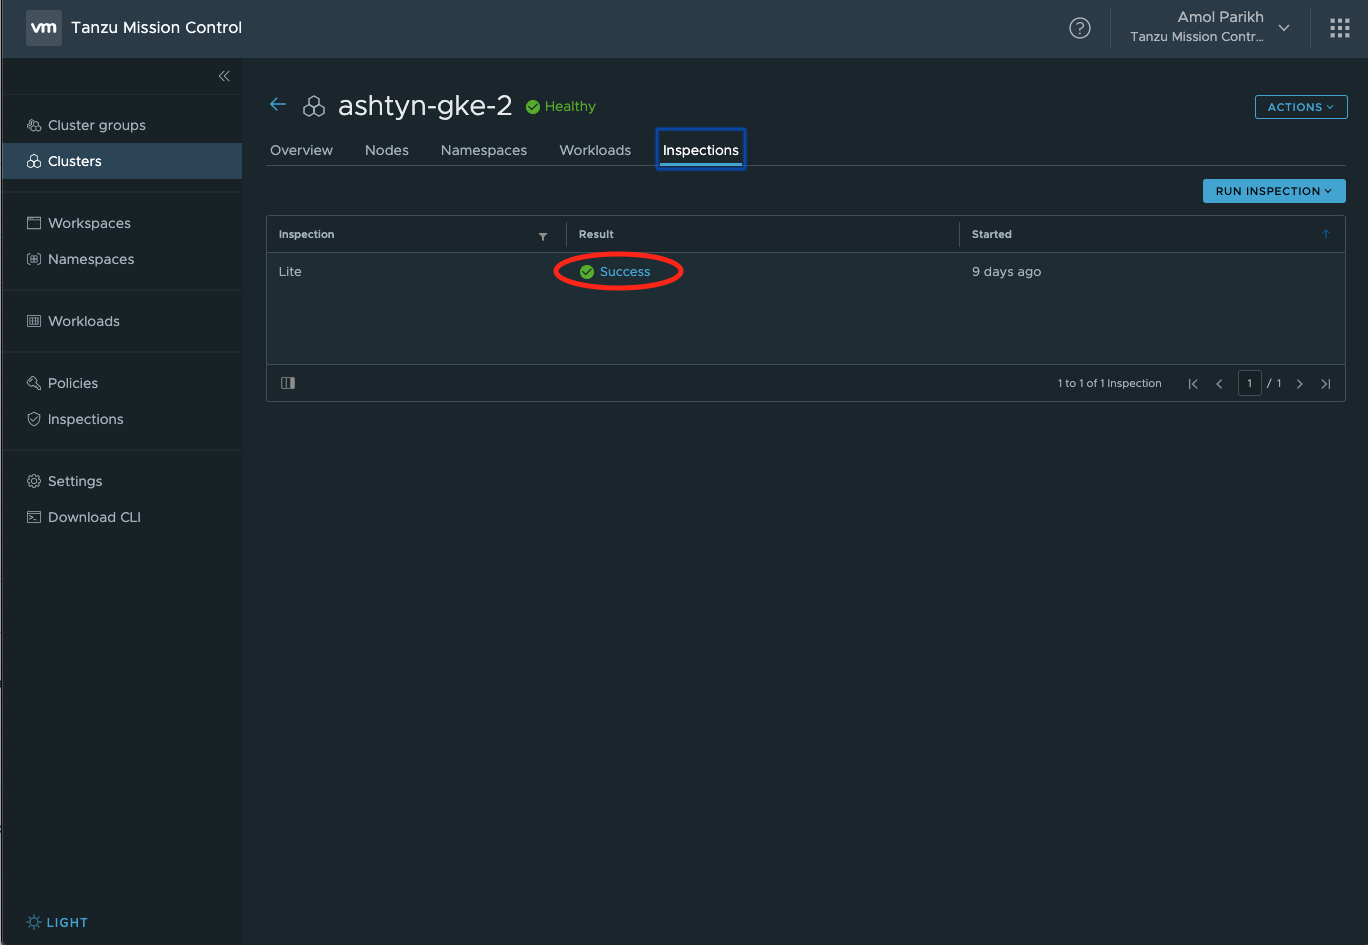 vm Tanzu Mission Control
Amol Parikh
Tanzu Mission Contr...
Cluster groups
Clusters
Workspaces
Namespaces
Workloads
Policies
Inspections
Settings
Download CLI
LIGHT
ashtyn-gke-2 Healthy
ACTIONS
Overview Nodes Namespaces Workloads Inspections
RUN INSPECTION
Inspection Result Started
Lite Success 9 days ago
1 to 1 of 1 Inspection 1 / 1